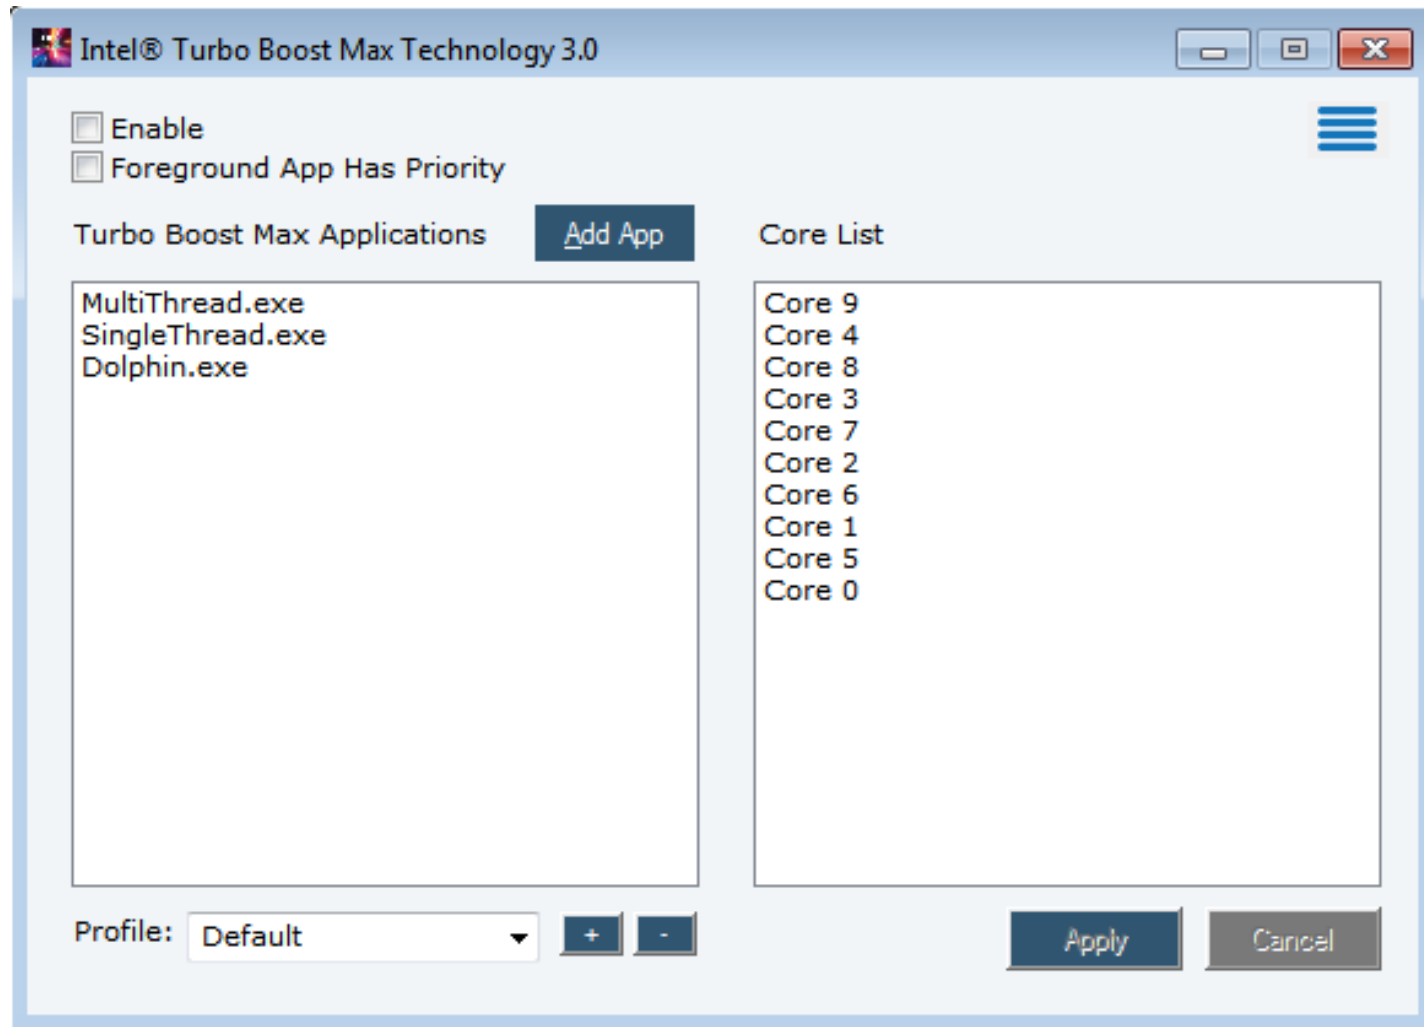 Intel® Turbo Boost Max Technology 3.0
Enable
Foreground App Has Priority
Turbo Boost Max Applications
Add App
Core List
MultiThread.exe
SingleThread.exe
Dolphin.exe
Core 9
Core 4
Core 8
Core 3
Core 7
Core 2
Core 6
Core 1
Core 5
Core 0
Profile:
Default
+
-
Apply
Cancel